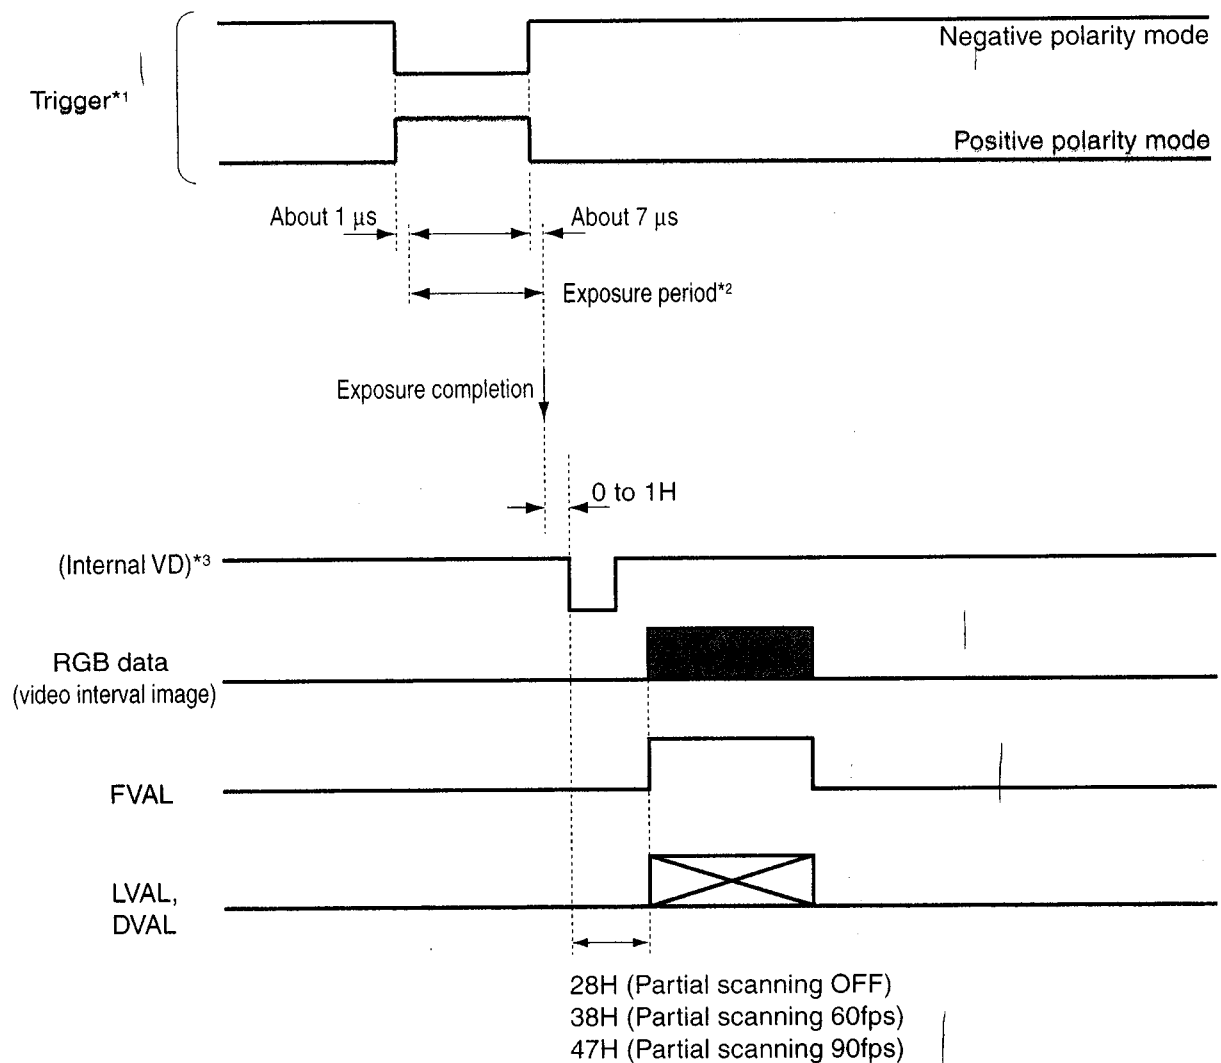 Negative polarity mode
Trigger*1
Positive polarity mode
About 1 μs
About 7 μs
Exposure period*2
Exposure completion
0 to 1H
(Internal VD)*3
RGB data
(video interval image)
FVAL
LVAL,
DVAL
28H (Partial scanning OFF)
38H (Partial scanning 60fps)
47H (Partial scanning 90fps)